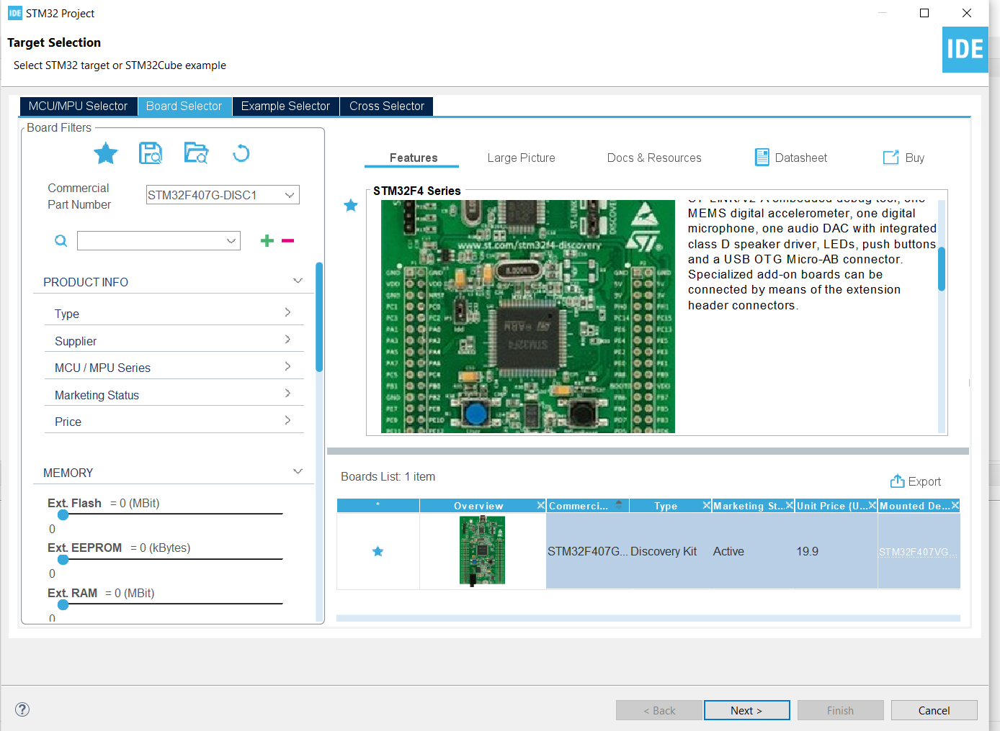 IDE STM32 Project
Target Selection
Select STM32 target or STM32Cube example
IDE
MCU/MPU Selector
Board Selector
Example Selector
Cross Selector
Board Filters
Commercial
Part Number
STM32F407G-DISC1
PRODUCT INFO
Type
Supplier
MCU / MPU Series
Marketing Status
Price
MEMORY
Ext. Flash = 0 (MBit)
0
Ext. EEPROM = 0 (kBytes)
0
Ext. RAM = 0 (MBit)
0
Features
Large Picture
Docs & Resources
Datasheet
Buy
STM32F4 Series
www.st.com/stm32f4-discovery
MEMS digital accelerometer, one digital
microphone, one audio DAC with integrated
class D speaker driver, LEDs, push buttons
and a USB OTG Micro-AB connector.
Specialized add-on boards can be
connected by means of the extension
header connectors.
Boards List: 1 item
Export
*
Overview
Commerci...
Type
Marketing St...
Unit Price (U...
Mounted De...
STM32F407G...
Discovery Kit
Active
19.9
STM32F407VG...
< Back
Next >
Finish
Cancel